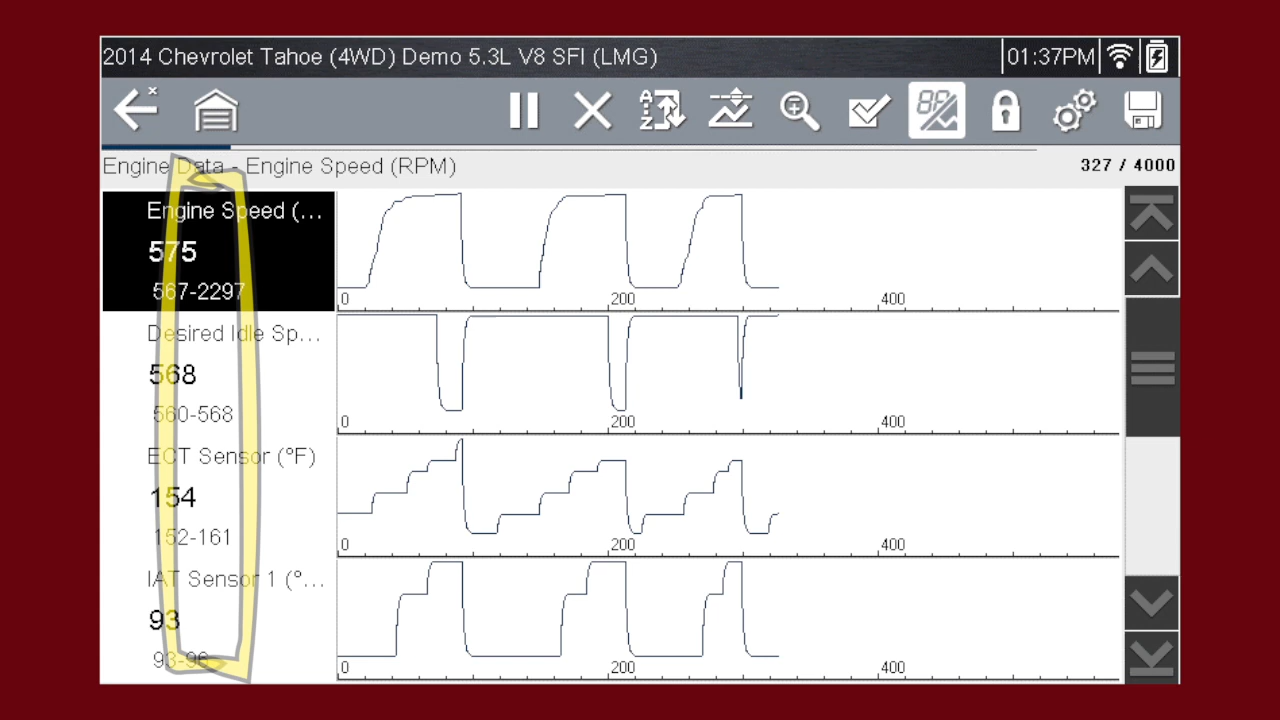 2014 Chevrolet Tahoe (4WD) Demo 5.3L V8 SFI (LMG)
01:37PM
Engine Data - Engine Speed (RPM)
327 / 4000
Engine Speed (...
575
567-2297
0 200 400
Desired Idle Sp...
568
560-568
0 200 400
ECT Sensor (°F)
154
152-161
0 200 400
IAT Sensor 1 (°...
93
93-96
0 200 400